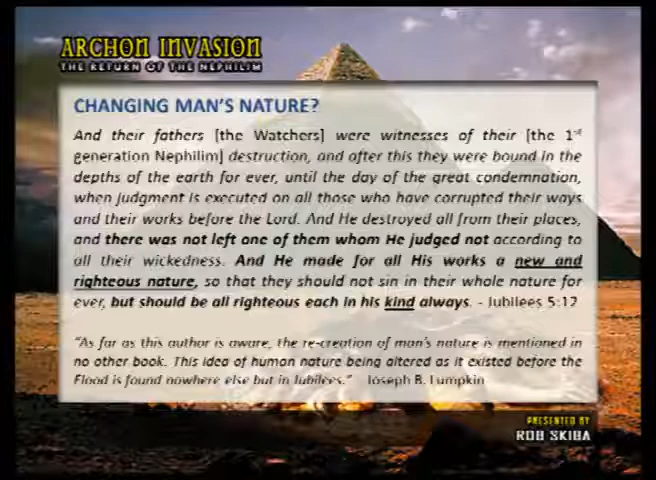 ARCHON INVASION
THE RETURN OF THE NEPHILIM
CHANGING MAN'S NATURE?
And their fathers [the Watchers] were witnesses of their [the 1st
generation Nephilim] destruction, and after this they were bound in the
depths of the earth for ever, until the day of the great condemnation,
when judgment is executed on all those who have corrupted their ways
and their works before the Lord. And He destroyed all from their places,
and there was not left one of them whom He judged not according to
all their wickedness. And He made for all His works a new and
righteous nature, so that they should not sin in their whole nature for
ever, but should be all righteous each in his kind always. - Jubilees 5:12
"As far as this author is aware, the re-creation of man's nature is mentioned in
no other book. This idea of human nature being altered as it existed before the
Flood is found nowhere else but in Jubilees." Joseph B. Lumpkin
PRESENTED BY
ROB SKIBA